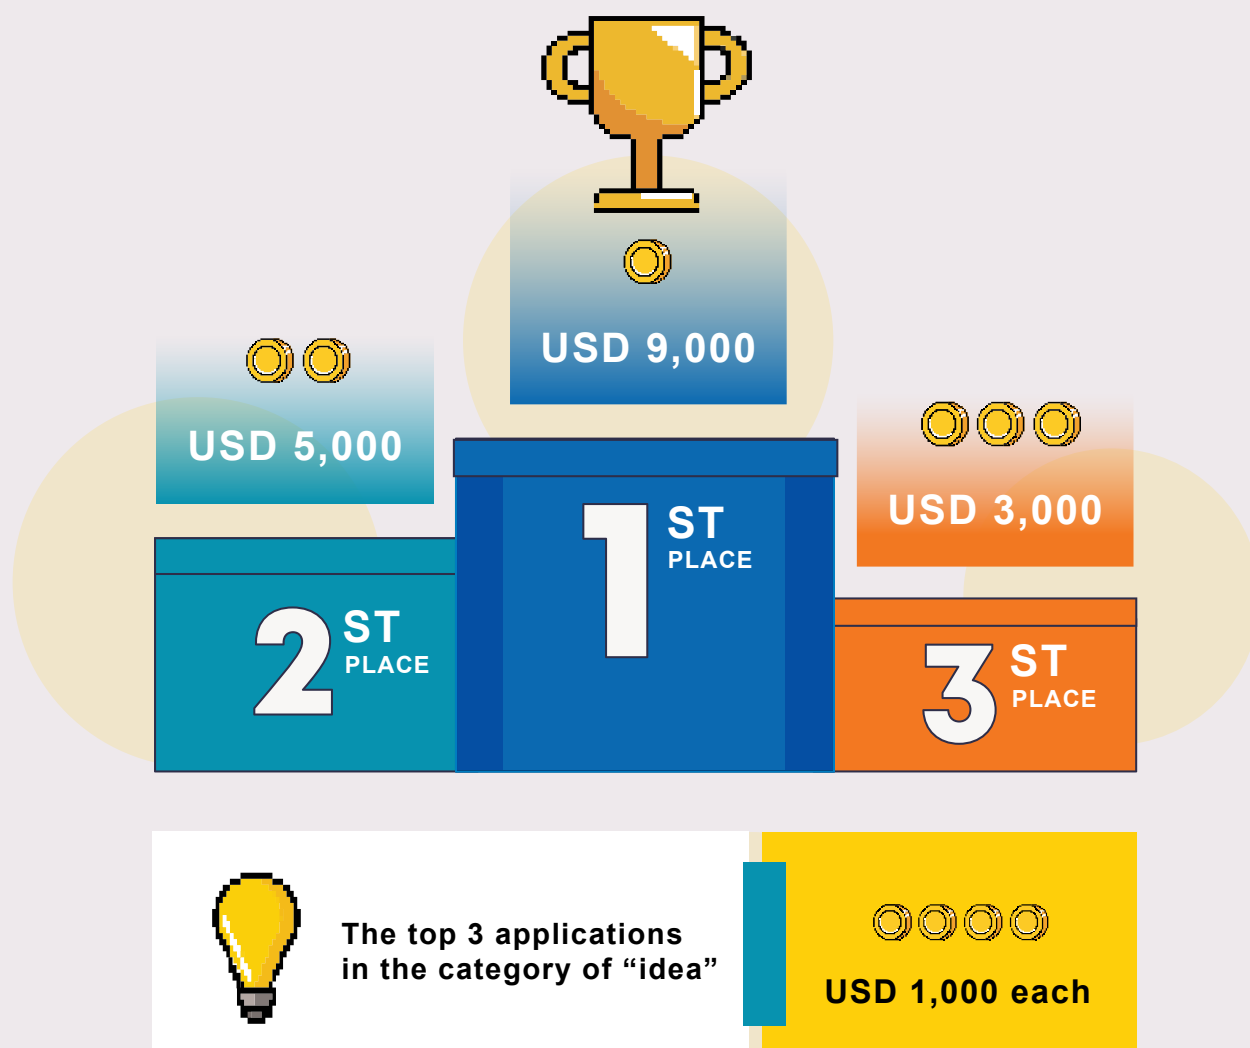 USD 9,000
USD 5,000
USD 3,000
1 ST
PLACE
2 ST
PLACE
3 ST
PLACE
The top 3 applications
in the category of “idea”
USD 1,000 each